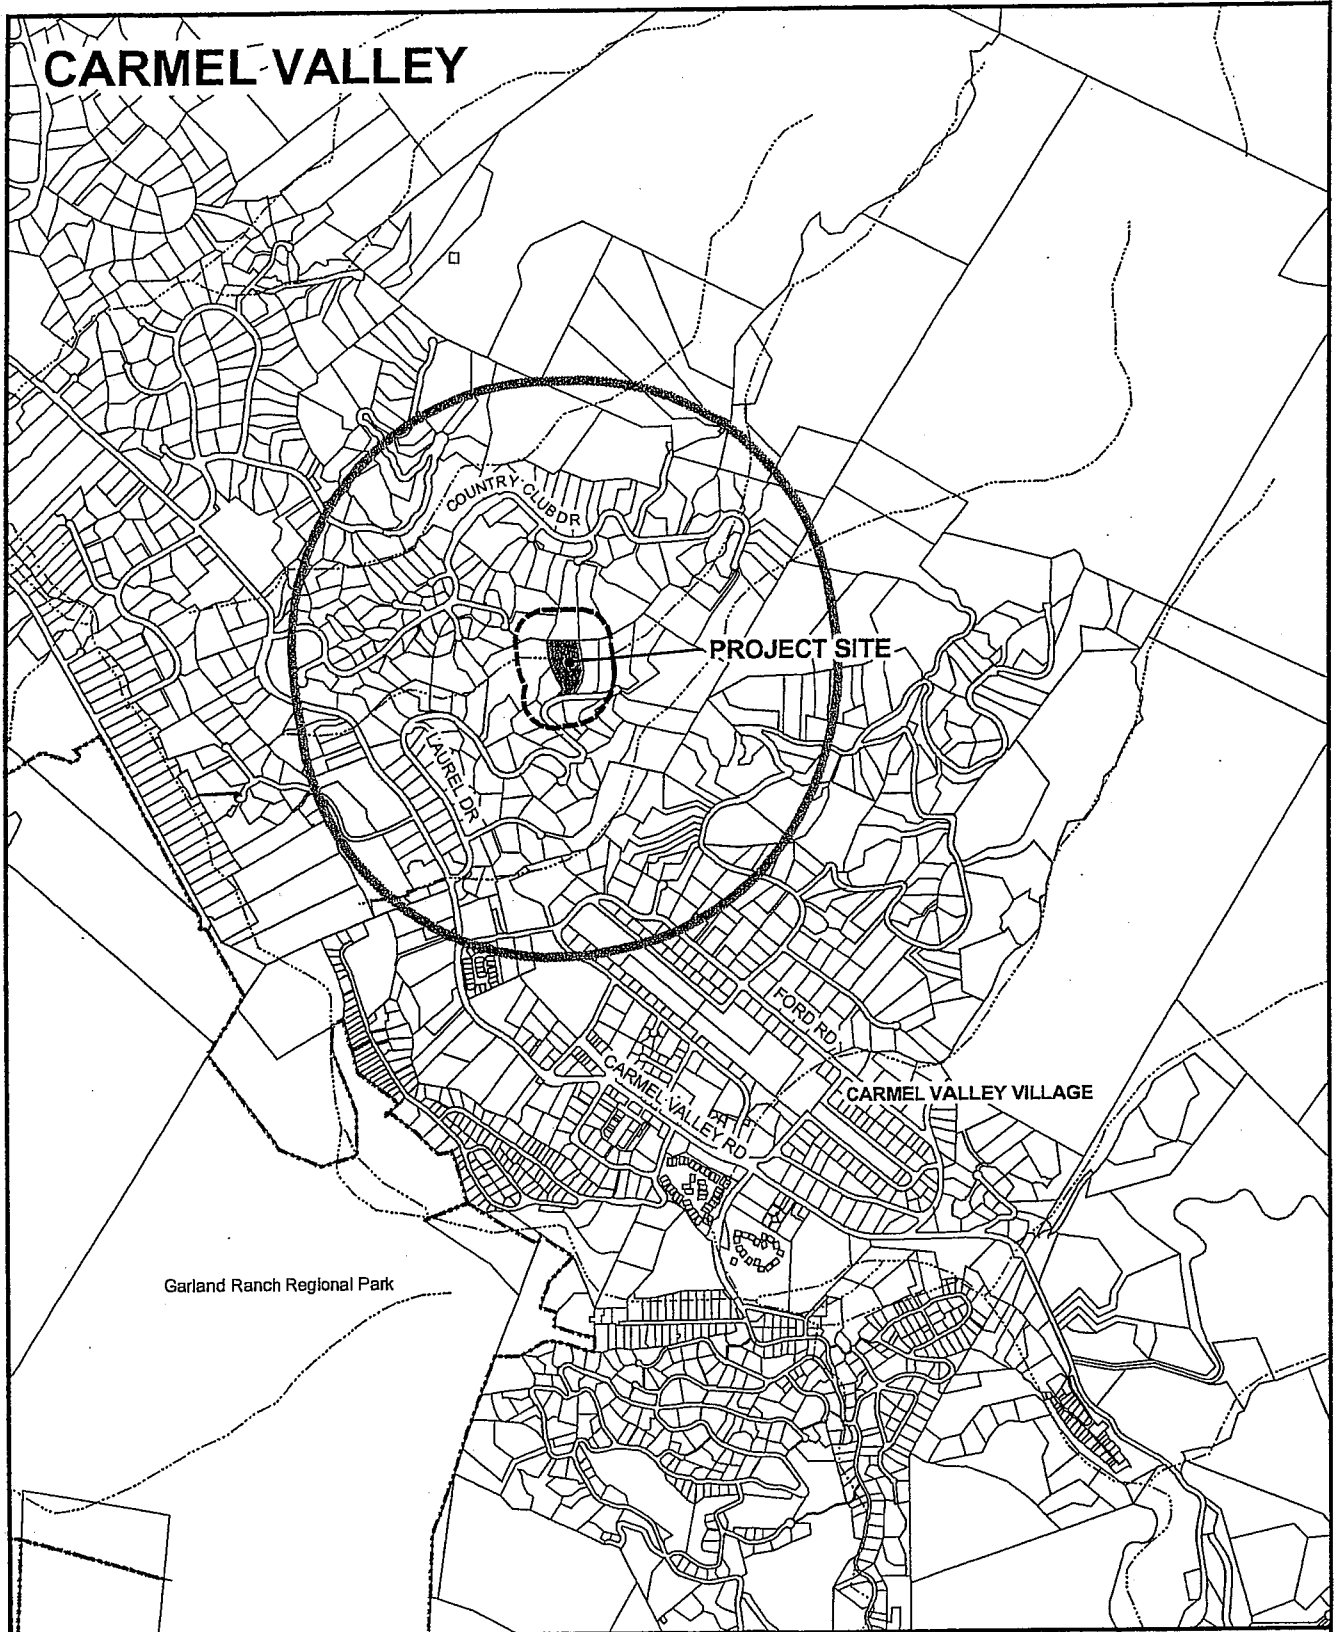 CARMEL VALLEY
COUNTRY CLUB DR
PROJECT SITE
LAUREL DR
FORD RD
CARMEL VALLEY RD
CARMEL VALLEY VILLAGE
Garland Ranch Regional Park